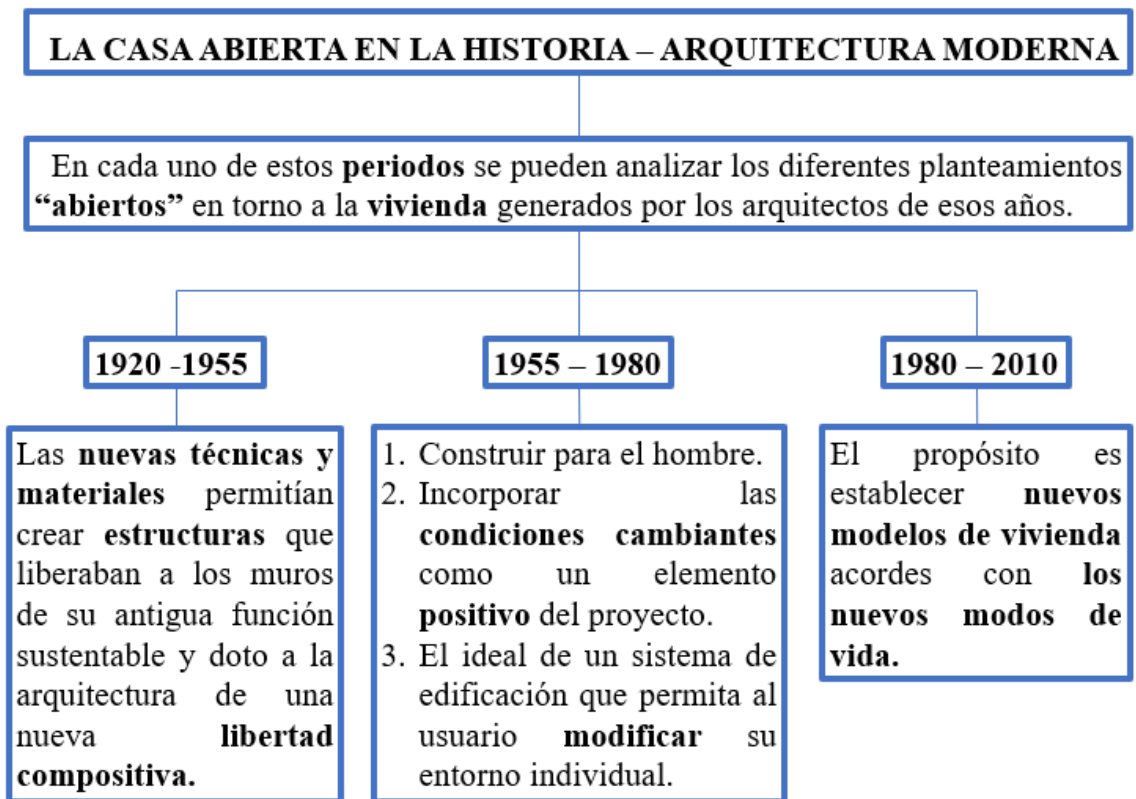 LA CASA ABIERTA EN LA HISTORIA – ARQUITECTURA MODERNA
En cada uno de estos periodos se pueden analizar los diferentes planteamientos
“abiertos” en torno a la vivienda generados por los arquitectos de esos años.
1920 -1955
Las nuevas técnicas y
materiales permitían
crear estructuras que
liberaban a los muros
de su antigua función
sustentable y doto a la
arquitectura de una
nueva libertad
compositiva.
1955 – 1980
1. Construir para el hombre.
2. Incorporar las
condiciones cambiantes
como un elemento
positivo del proyecto.
3. El ideal de un sistema de
edificación que permita al
usuario modificar su
entorno individual.
1980 – 2010
El propósito es
establecer nuevos
modelos de vivienda
acordes con los
nuevos modos de
vida.